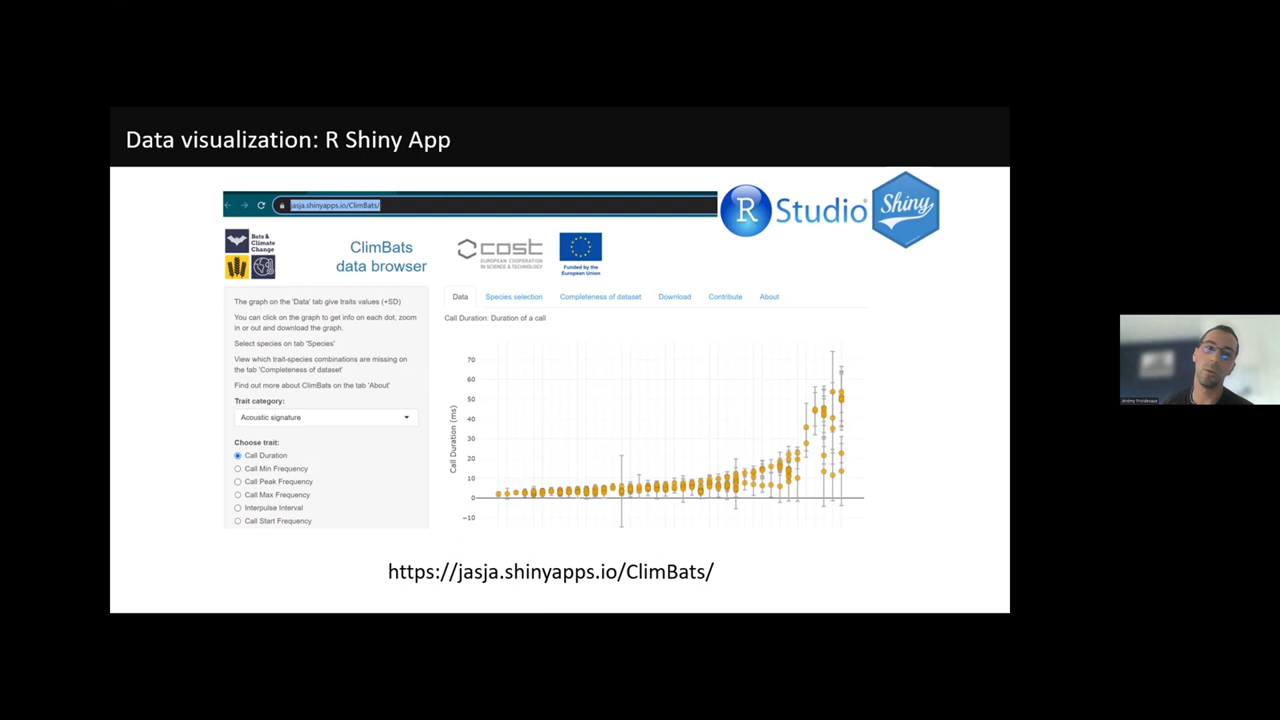 Data visualization: R Shiny App
jasja.shinyapps.io/ClimBats/
R Studio
Shiny
Bats &
Climate
Change
ClimBats
data browser
cost
EUROPEAN COOPERATION
IN SCIENCE & TECHNOLOGY
Funded by the
European Union
Data Species selection Completeness of dataset Download Contribute About
The graph on the 'Data' tab give traits values (+SD)
You can click on the graph to get info on each dot, zoom
in or out and download the graph.
Select species on tab 'Species'
View which trait-species combinations are missing on
the tab 'Completeness of dataset'
Find out more about ClimBats on the tab 'About'
Trait category:
Acoustic signature
Choose trait:
Call Duration
Call Min Frequency
Call Peak Frequency
Call Max Frequency
Interpulse Interval
Call Start Frequency
Call Duration: Duration of a call
Call Duration (ms)
70
60
50
40
30
20
10
0
−10
https://jasja.shinyapps.io/ClimBats/